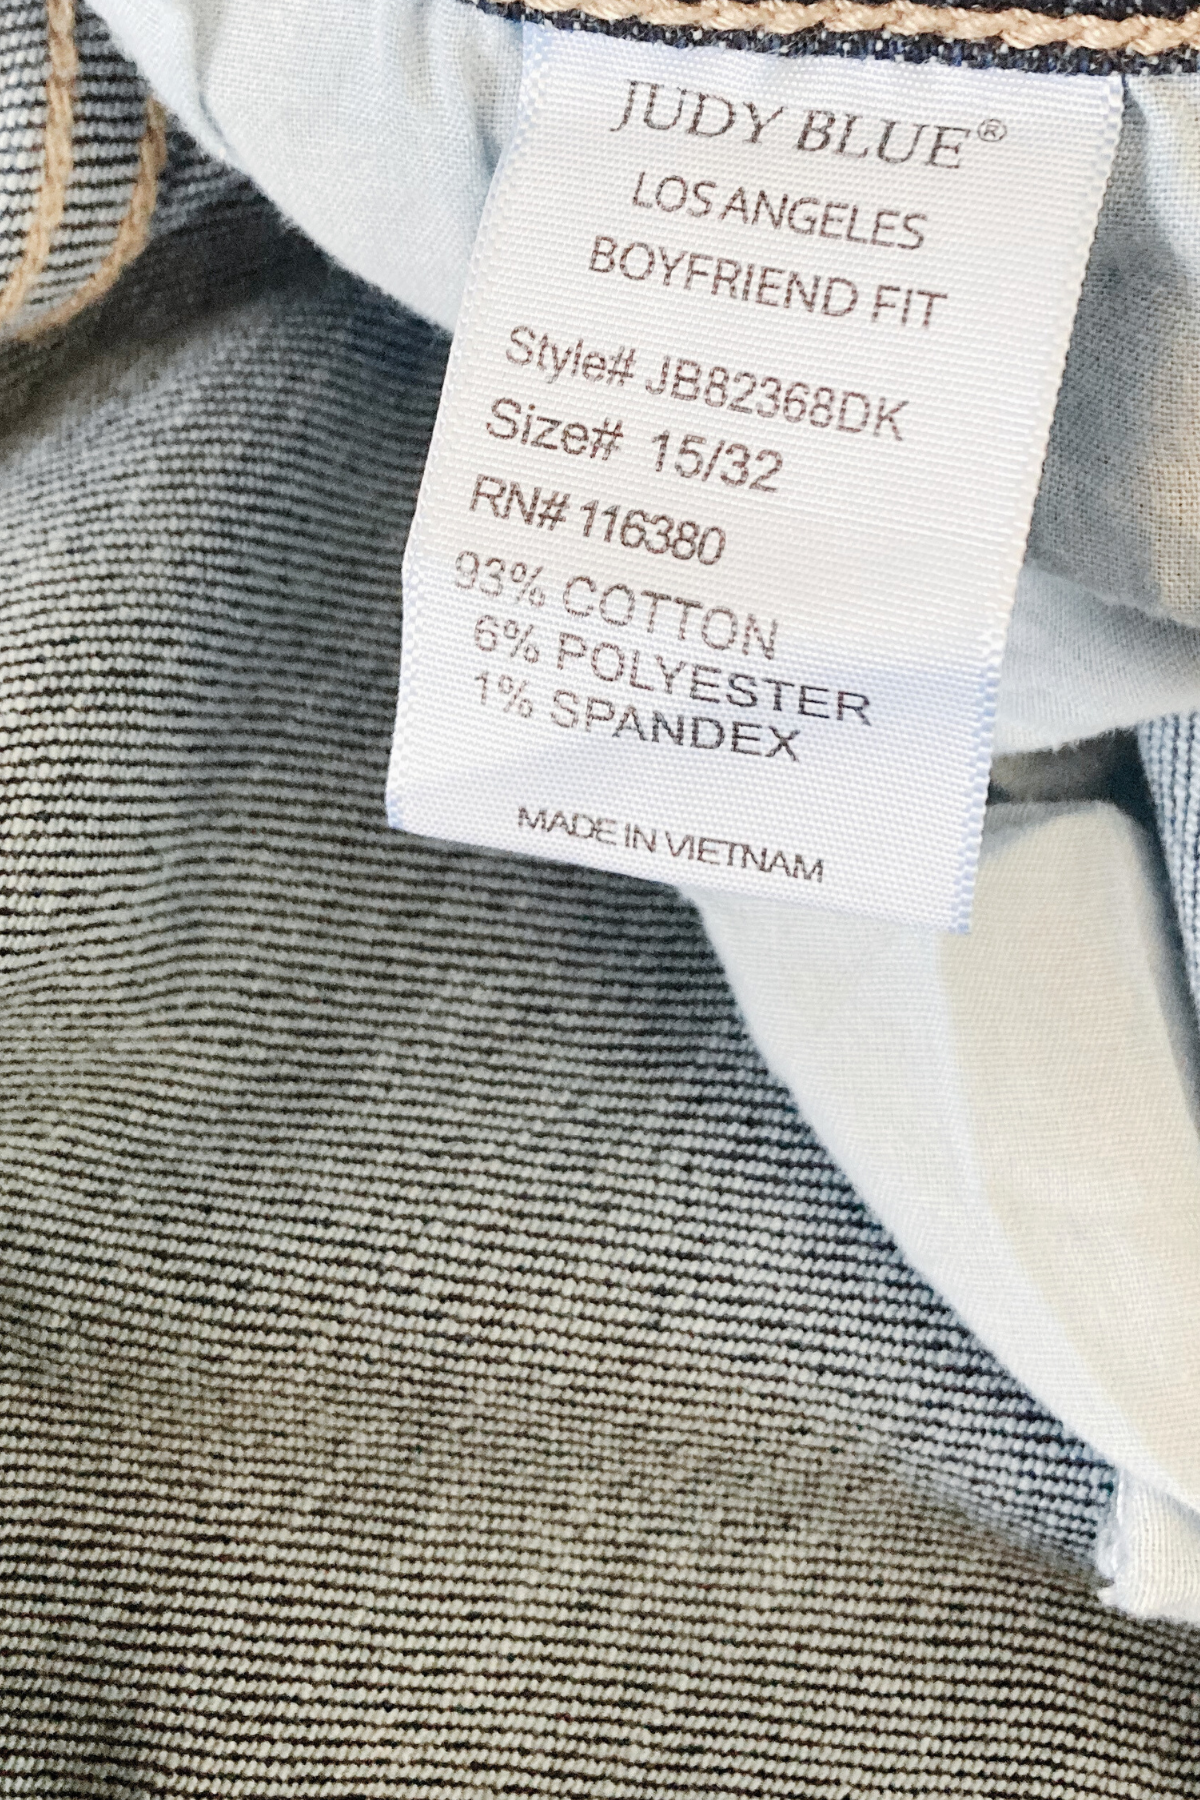 JUDY BLUE®
LOS ANGELES
BOYFRIEND FIT
Style# JB82368DK
Size# 15/32
RN# 116380
93% COTTON
6% POLYESTER
1% SPANDEX
MADE IN VIETNAM